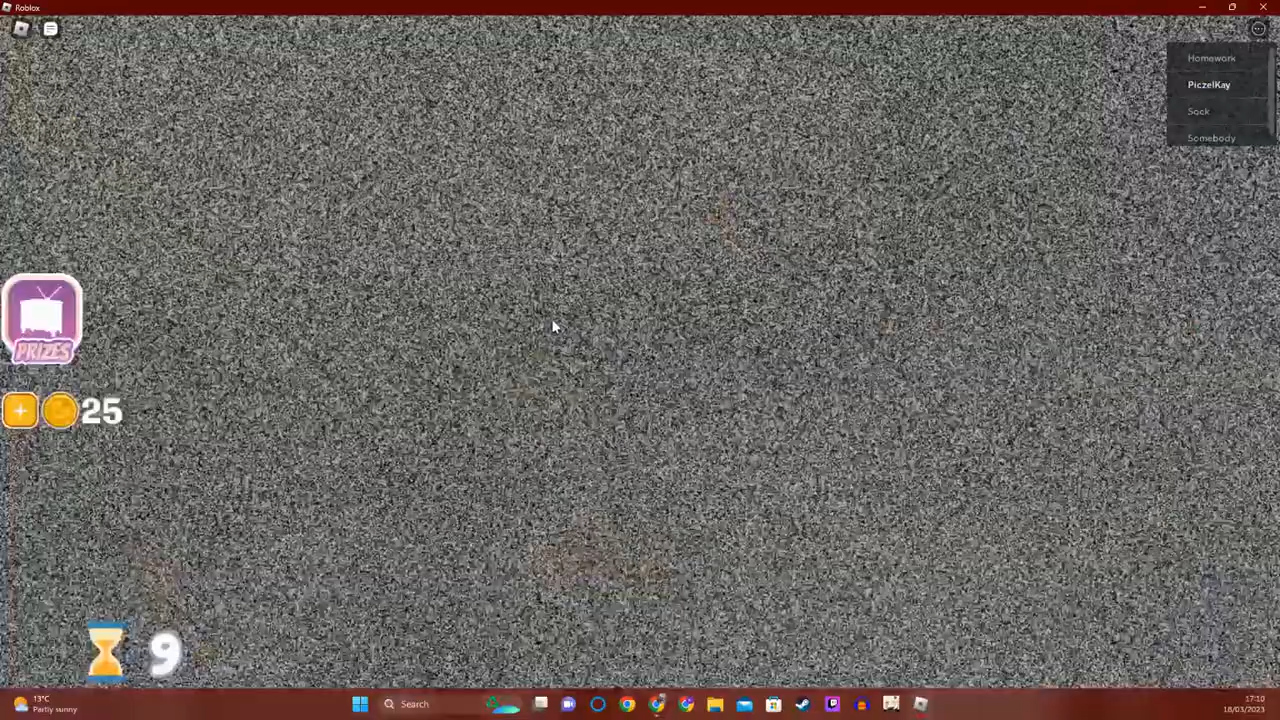 Roblox
Homework
PiczelKay
Sock
Somebody
PRIZES
25
9
13°C
Partly sunny
Search
17:10
18/03/2023